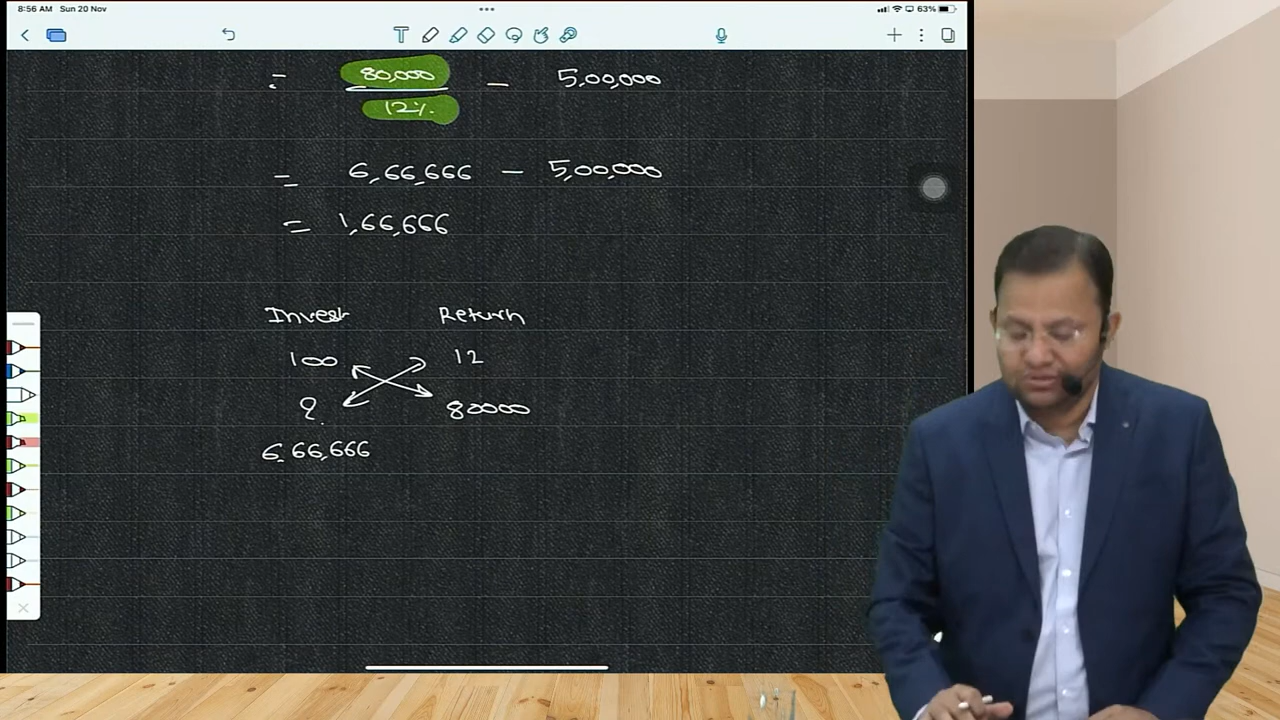 8:56 AM Sun 20 Nov
63%
= 80,000
12% - 5,00,000
= 6,66,666 - 5,00,000
= 1,66,666
Invest Return
100 12
? 80000
6,66,666